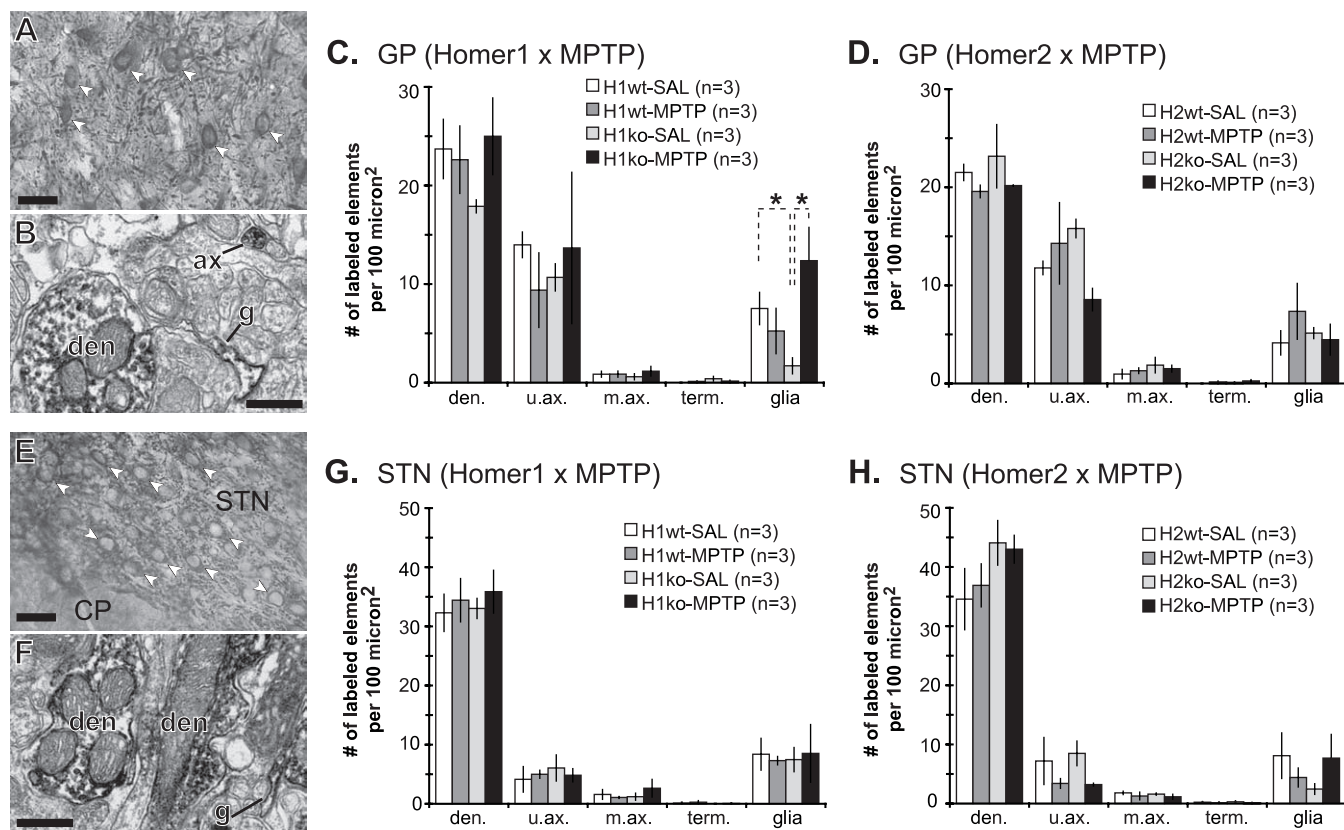 A
B
ax
g
den
C. GP (Homer1 x MPTP)
# of labeled elements
per 100 micron²
30
20
10
0
H1wt-SAL (n=3)
H1wt-MPTP (n=3)
H1ko-SAL (n=3)
H1ko-MPTP (n=3)
* *
den. u.ax. m.ax. term. glia
D. GP (Homer2 x MPTP)
# of labeled elements
per 100 micron²
30
20
10
0
H2wt-SAL (n=3)
H2wt-MPTP (n=3)
H2ko-SAL (n=3)
H2ko-MPTP (n=3)
den. u.ax. m.ax. term. glia
E
STN
CP
F
den den
g
G. STN (Homer1 x MPTP)
# of labeled elements
per 100 micron²
50
40
30
20
10
0
H1wt-SAL (n=3)
H1wt-MPTP (n=3)
H1ko-SAL (n=3)
H1ko-MPTP (n=3)
den. u.ax. m.ax. term. glia
H. STN (Homer2 x MPTP)
# of labeled elements
per 100 micron²
50
40
30
20
10
0
H2wt-SAL (n=3)
H2wt-MPTP (n=3)
H2ko-SAL (n=3)
H2ko-MPTP (n=3)
den. u.ax. m.ax. term. glia